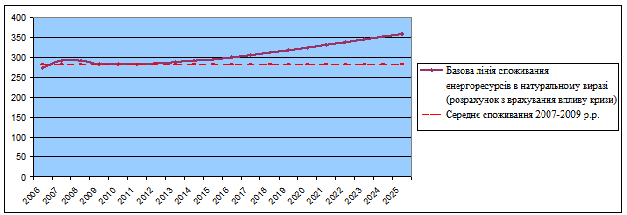 400
350
300
250
200
150
100
50
0
2006 2007 2008 2009 2010 2011 2012 2013 2014 2015 2016 2017 2018 2019 2020 2021 2022 2023 2024 2025
Базова лінія споживання
енергоресурсів в натуральному виразі
(розрахунок з врахування впливу кризи)
Середнє споживання 2007-2009 р.р.